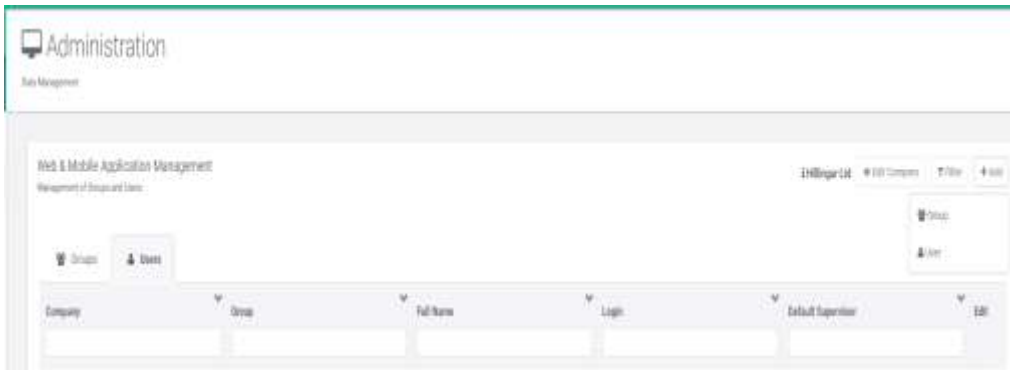 Administration
Data Management
Web & Mobile Application Management
Management of Groups and Users
Edit Company Filter Add
Group
User
Groups Users
Company Group Full Name Login Default Supervisor Edit